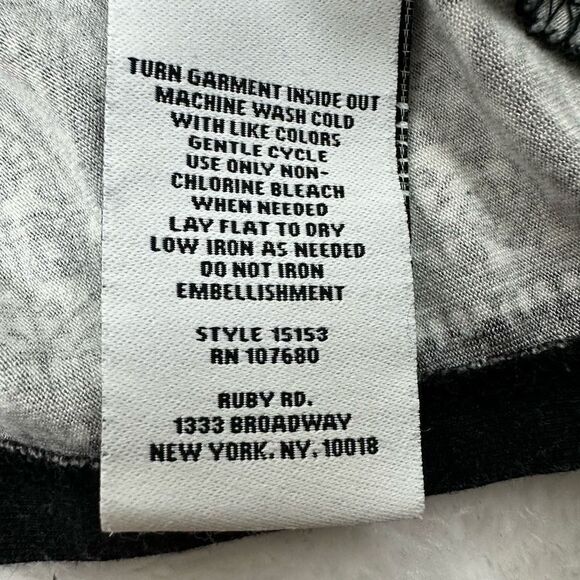 TURN GARMENT INSIDE OUT
MACHINE WASH COLD
WITH LIKE COLORS
GENTLE CYCLE
USE ONLY NON-
CHLORINE BLEACH
WHEN NEEDED
LAY FLAT TO DRY
LOW IRON AS NEEDED
DO NOT IRON
EMBELLISHMENT
STYLE 15153
RN 107680
RUBY RD.
1333 BROADWAY
NEW YORK. NY. 10018